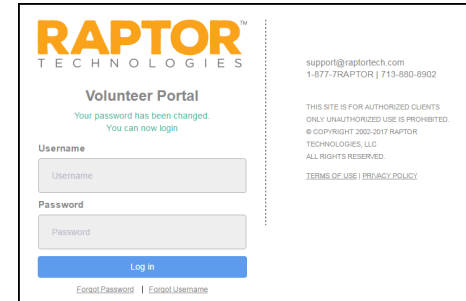 RAPTOR™
TECHNOLOGIES
Volunteer Portal
Your password has been changed.
You can now login
Username
Username
Password
Password
Log in
Forgot Password | Forgot Username
support@raptortech.com
1-877-7RAPTOR | 713-880-8902
THIS SITE IS FOR AUTHORIZED CLIENTS
ONLY. UNAUTHORIZED USE IS PROHIBITED.
© COPYRIGHT 2002-2017 RAPTOR
TECHNOLOGIES, LLC
ALL RIGHTS RESERVED.
TERMS OF USE | PRIVACY POLICY